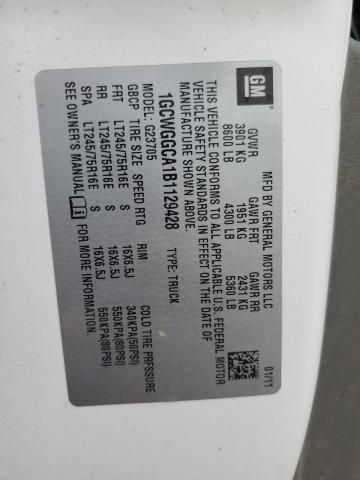 GM
MFD BY GENERAL MOTORS LLC
01/11
GVWR GAWR FRT GAWR RR
3901 KG 1951 KG 2431 KG
8600 LB 4300 LB 5360 LB
THIS VEHICLE CONFORMS TO ALL APPLICABLE U.S. FEDERAL MOTOR
VEHICLE SAFETY STANDARDS IN EFFECT ON THE DATE OF
MANUFACTURE SHOWN ABOVE.
1GCWGGCA1B1129428 TYPE: TRUCK
MODEL: G23705
GBCP TIRE SIZE SPEED RTG RIM COLD TIRE PRESSURE
FRT LT245/75R16E S 16X6.5J 340KPA(50PSI)
RR LT245/75R16E S 16X6.5J 550KPA(80PSI)
SPA LT245/75R16E S 16X6.5J 550KPA(80PSI)
SEE OWNER'S MANUAL